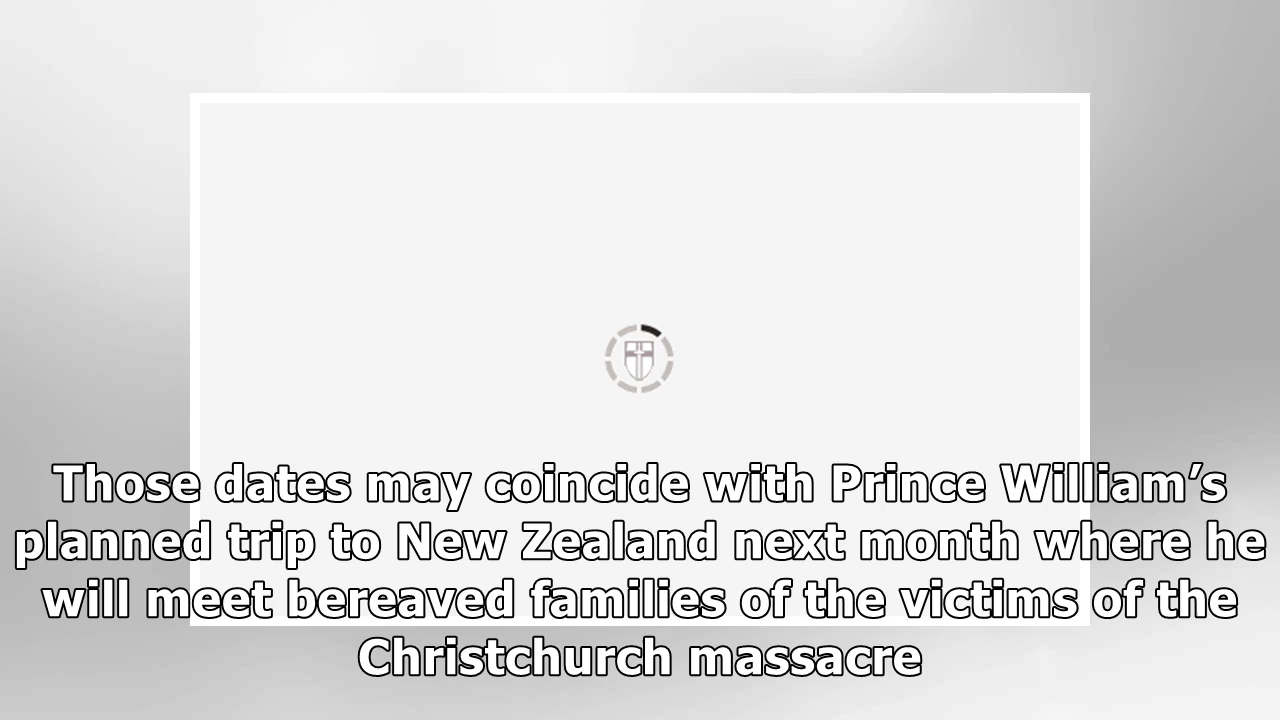 Those dates may coincide with Prince William’s
planned trip to New Zealand next month where he
will meet bereaved families of the victims of the
Christchurch massacre